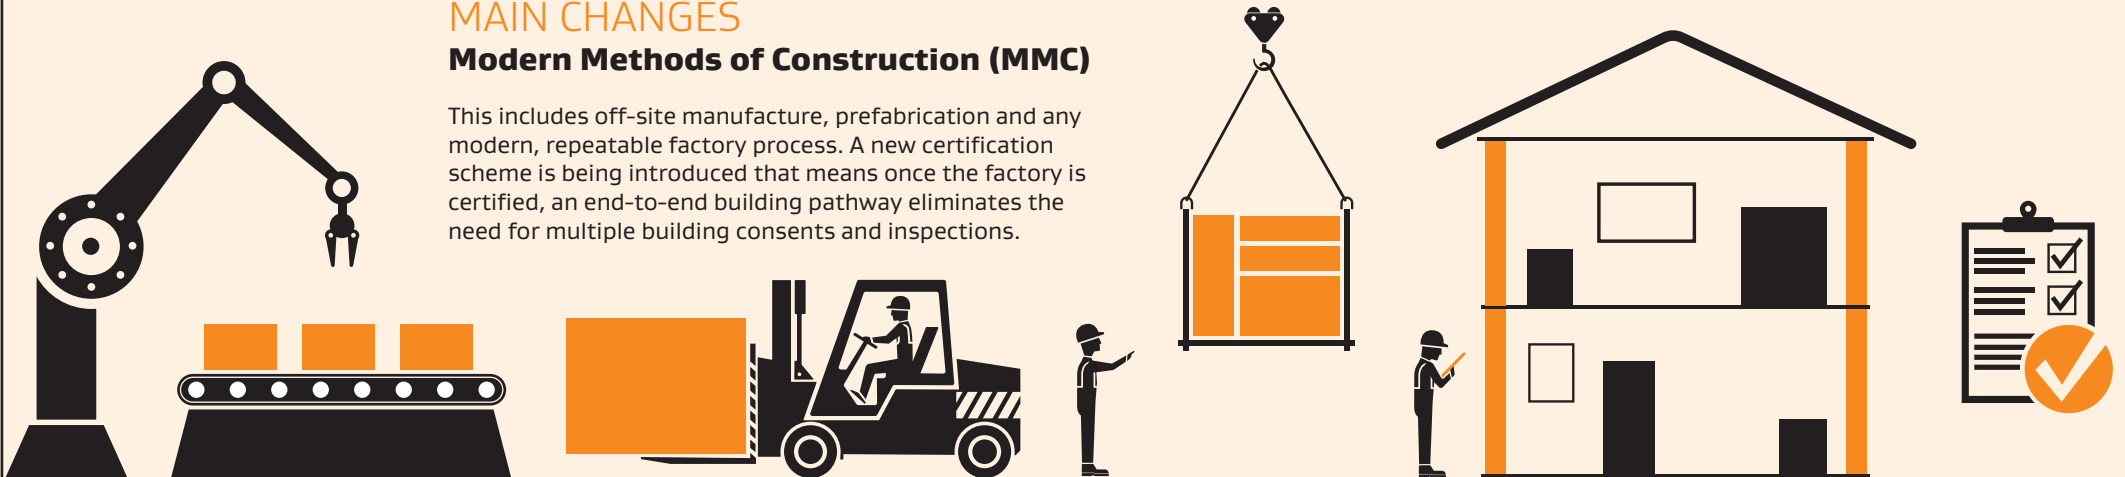 MAIN CHANGES
Modern Methods of Construction (MMC)
This includes off-site manufacture, prefabrication and any
modern, repeatable factory process. A new certification
scheme is being introduced that means once the factory is
certified, an end-to-end building pathway eliminates the
need for multiple building consents and inspections.